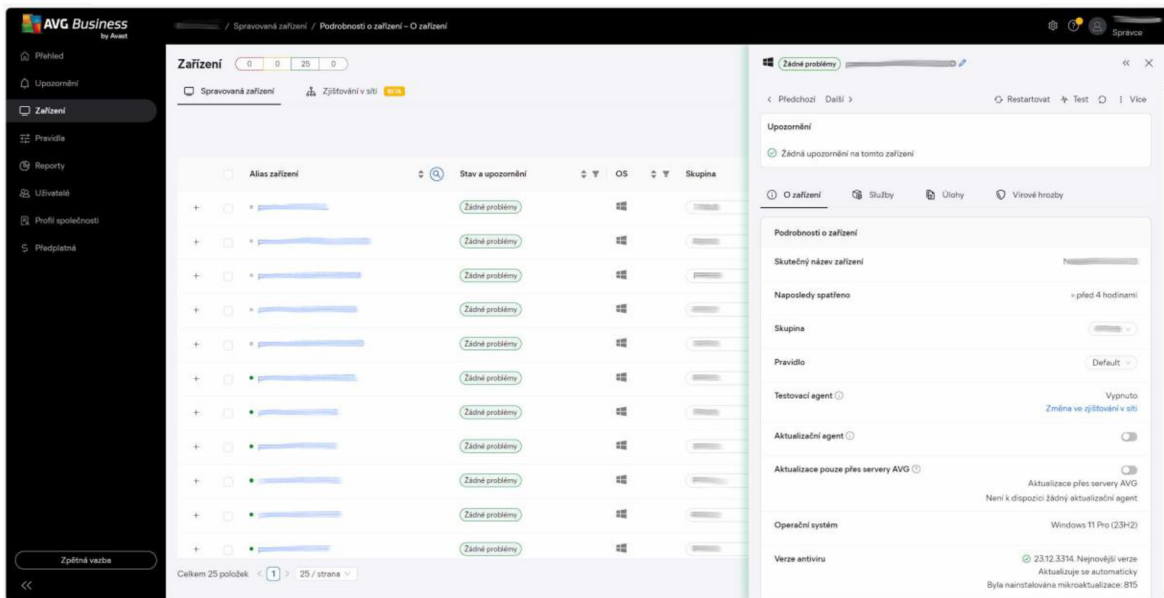 AVG Business
by Avast
/ Spravovaná zařízení / Podrobnosti o zařízení – O zařízení
Správce
Přehled
Upozornění
Zařízení
Pravidla
Reporty
Uživatelé
Profil společnosti
Předplatná
Zpětná vazba
Zařízení 0 0 25 0
Spravovaná zařízení Zjišťování v síti BETA
Alias zařízení Stav a upozornění OS Skupina
Žádné problémy
Žádné problémy
Žádné problémy
Žádné problémy
Žádné problémy
Žádné problémy
Žádné problémy
Žádné problémy
Žádné problémy
Žádné problémy
Žádné problémy
Celkem 25 položek < 1 > 25 / strana
Žádné problémy
< Předchozí Další > Restartovat Test Více
Upozornění
Žádná upozornění na tomto zařízení
O zařízení Služby Úlohy Virové hrozby
Podrobnosti o zařízení
Skutečný název zařízení
Naposledy spatřeno před 4 hodinami
Skupina
Pravidlo Default
Testovací agent Vypnuto
Změna ve zjišťování v síti
Aktualizační agent
Aktualizace pouze přes servery AVG
Aktualizace přes servery AVG
Není k dispozici žádný aktualizační agent
Operační systém Windows 11 Pro (23H2)
Verze antiviru 23.12.3314. Nejnovější verze
Aktualizuje se automaticky
Byla nainstalována mikroaktualizace: 815